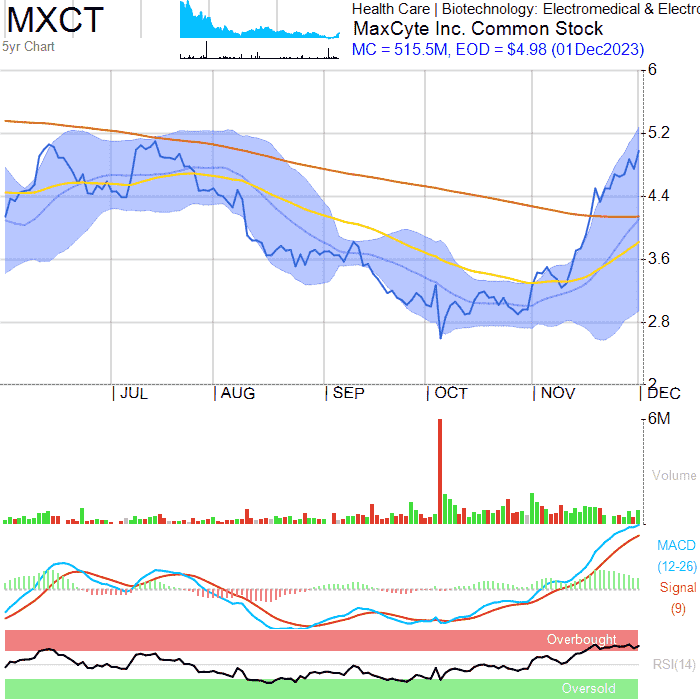 MXCT
5yr Chart
Health Care | Biotechnology: Electromedical & Electro
MaxCyte Inc. Common Stock
MC = 515.5M, EOD = $4.98 (01Dec2023)
6
5.2
4.4
3.6
2.8
2
JUL AUG SEP OCT NOV DEC
6M
Volume
MACD
(12-26)
Signal
(9)
Overbought
RSI(14)
Oversold